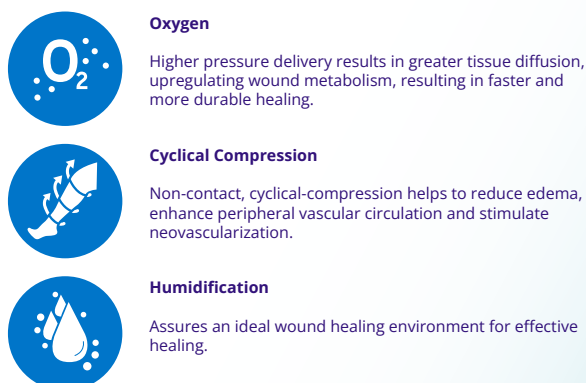 O2
Oxygen
Higher pressure delivery results in greater tissue diffusion,
upregulating wound metabolism, resulting in faster and
more durable healing.
Cyclical Compression
Non-contact, cyclical-compression helps to reduce edema,
enhance peripheral vascular circulation and stimulate
neovascularization.
Humidification
Assures an ideal wound healing environment for effective
healing.